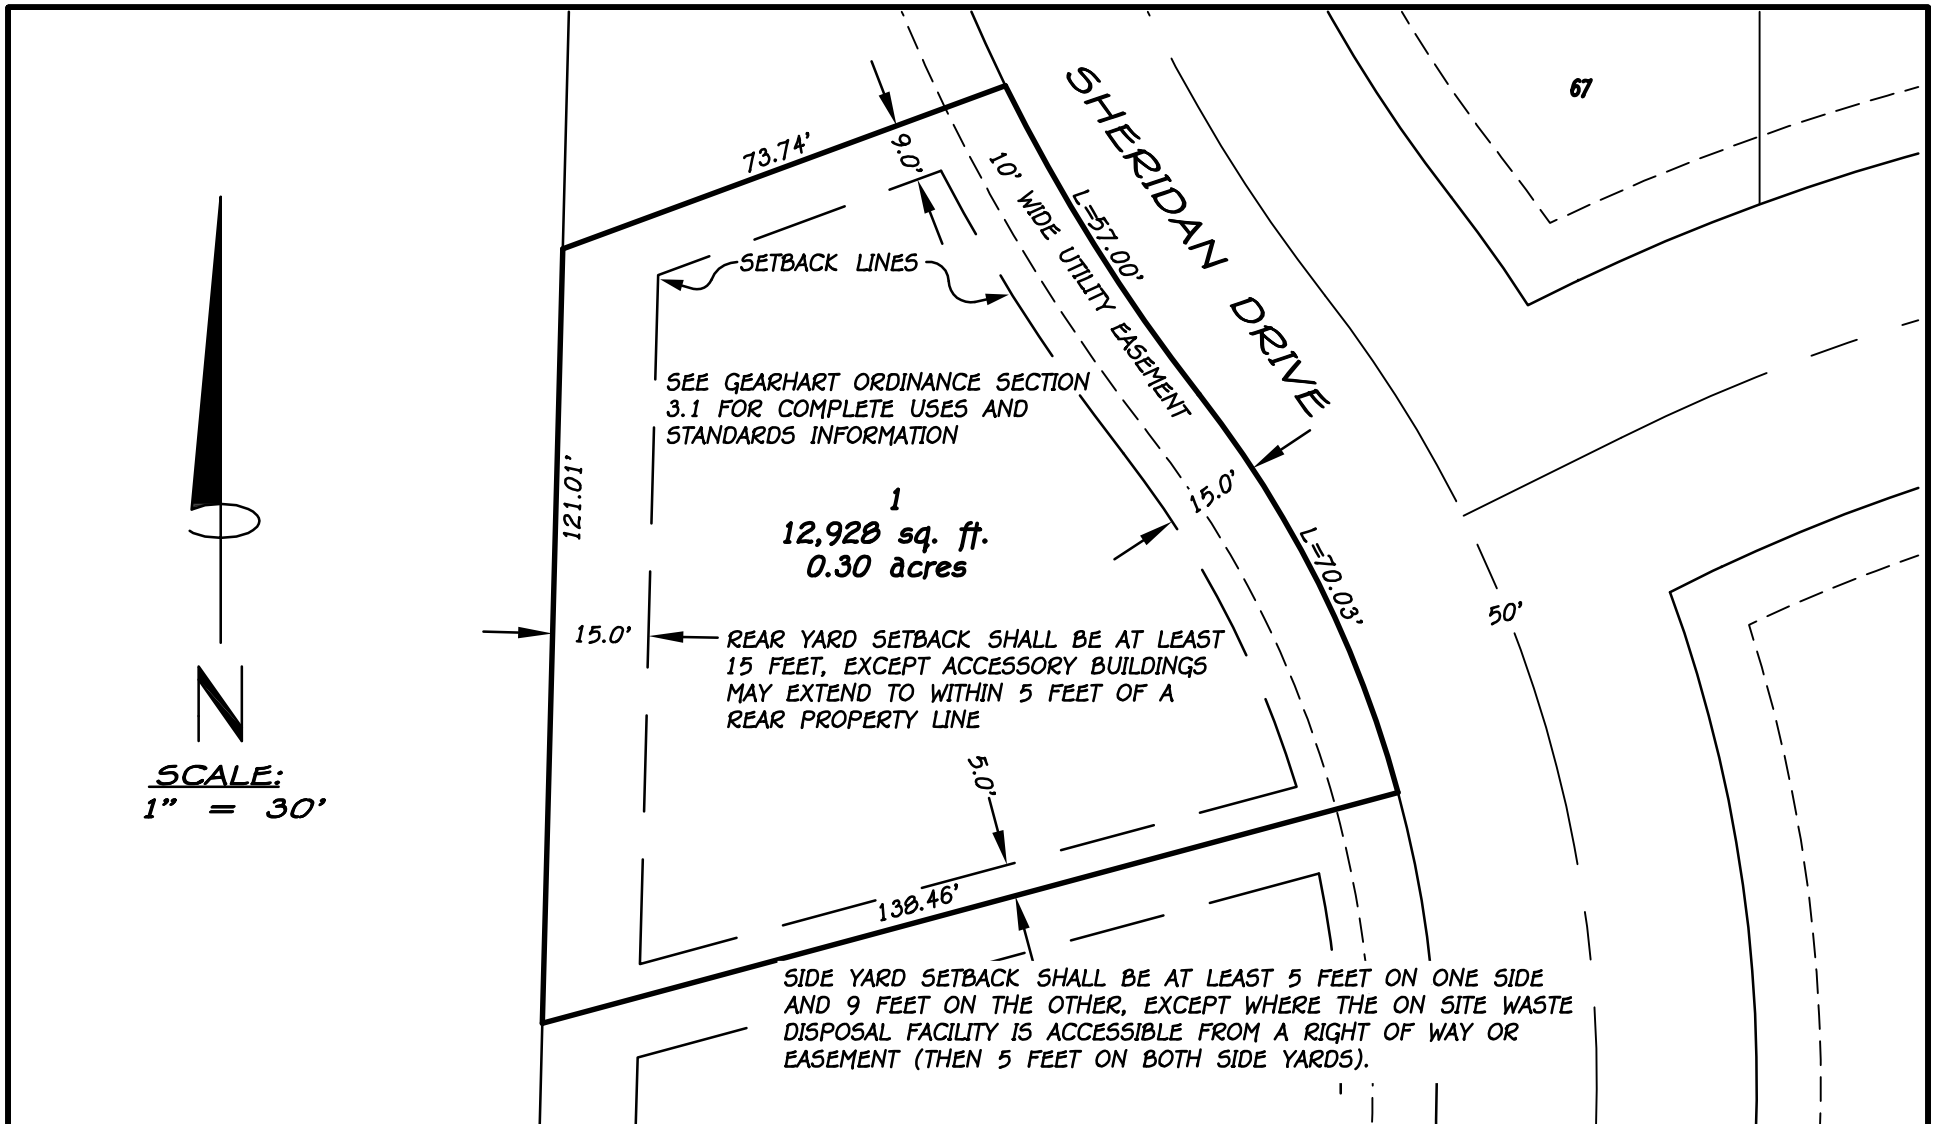 67
SHERIDAN DRIVE
73.74'
9.0'
10' WIDE UTILITY EASEMENT
L=57.00'
SETBACK LINES
SEE GEARHART ORDINANCE SECTION
3.1 FOR COMPLETE USES AND
STANDARDS INFORMATION
121.01'
15.0'
1
12,928 sq. ft.
0.30 acres
L=70.03'
50'
15.0'
REAR YARD SETBACK SHALL BE AT LEAST
15 FEET, EXCEPT ACCESSORY BUILDINGS
MAY EXTEND TO WITHIN 5 FEET OF A
REAR PROPERTY LINE
N
SCALE:
1" = 30'
5.0'
138.46'
SIDE YARD SETBACK SHALL BE AT LEAST 5 FEET ON ONE SIDE
AND 9 FEET ON THE OTHER, EXCEPT WHERE THE ON SITE WASTE
DISPOSAL FACILITY IS ACCESSIBLE FROM A RIGHT OF WAY OR
EASEMENT (THEN 5 FEET ON BOTH SIDE YARDS).